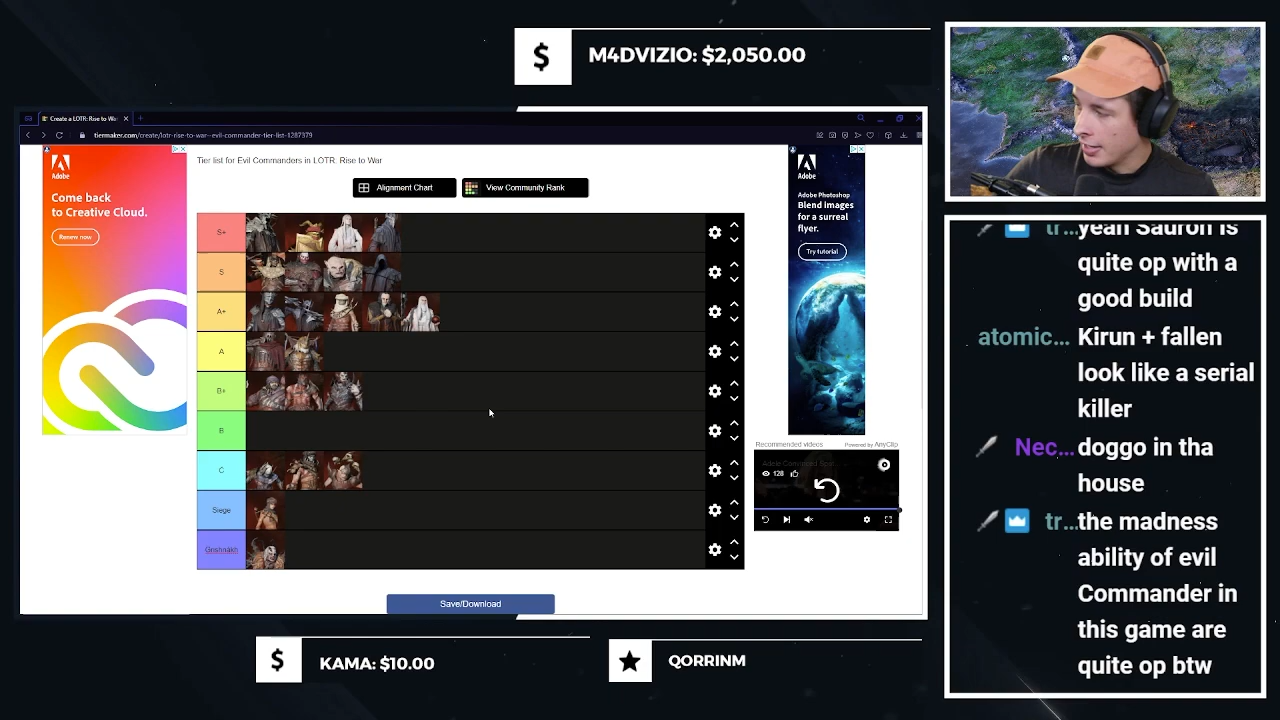 M4DVIZIO: $2,050.00
Create a LOTR: Rise to War
tiermaker.com/create/lotr-rise-to-war--evil-commander-tier-list-1287379
Tier list for Evil Commanders in LOTR: Rise to War
Alignment Chart
View Community Rank
Adobe
Come back
to Creative Cloud.
Renew now
S+
S
A+
A
B+
B
C
Siege
Grishnákh
Save/Download
Adobe
Adobe Photoshop
Blend images
for a surreal
flyer.
Try tutorial
Recommended videos
Powered by AnyClip
128
tr... yeah Sauron is
quite op with a
good build
atomic... Kirun + fallen
look like a serial
killer
Nec... doggo in tha
house
tr... the madness
ability of evil
Commander in
this game are
quite op btw
$
KAMA: $10.00
QORRINM
$